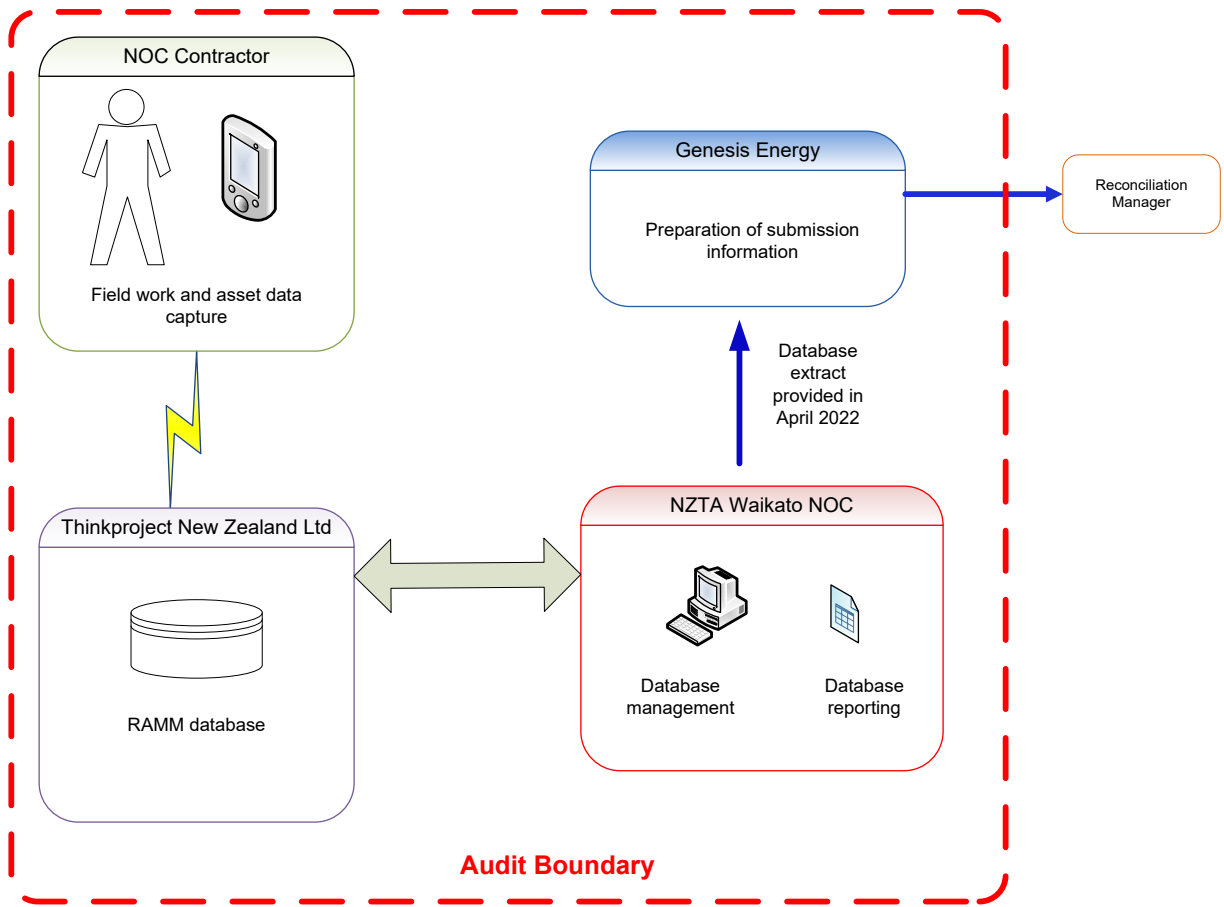 NOC Contractor
Field work and asset data
capture
Genesis Energy
Preparation of submission
information
Reconciliation
Manager
Database
extract
provided in
April 2022
Thinkproject New Zealand Ltd
RAMM database
NZTA Waikato NOC
Database
management
Database
reporting
Audit Boundary